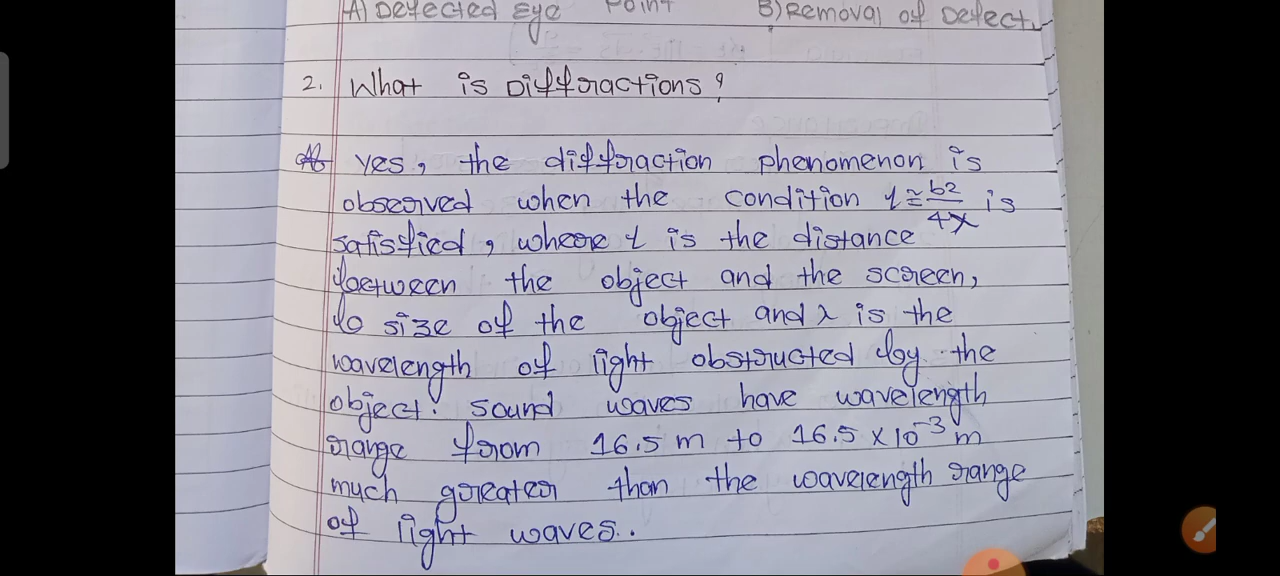 A) Defected Eye Point B) Removal of Defect
2. What is Diffractions?
Yes, the diffraction phenomenon is
observed when the condition l≅b2/4x is
satisfied, where l is the distance
between the object and the screen,
b size of the object and λ is the
wavelength of light obstructed by the
object. sound waves have wavelength
range from 16.5 m to 16.5 x 10-3 m
much greater than the wavelength range
of light waves..